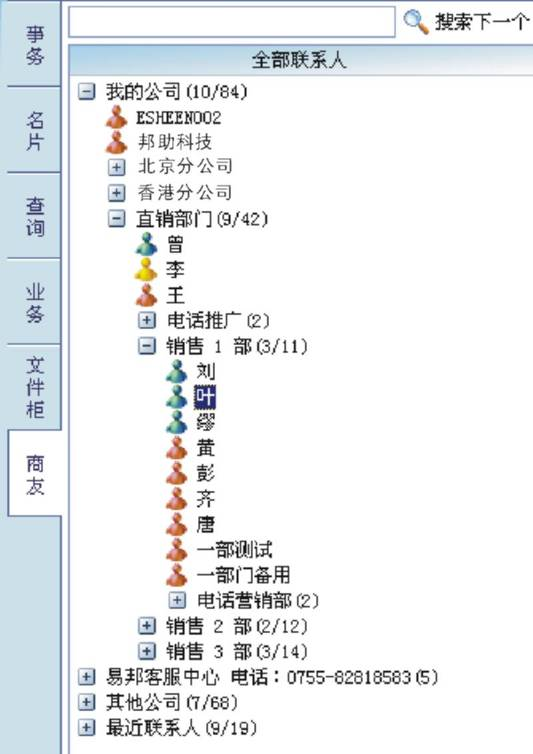 事务
名片
查询
业务
文件柜
商友
搜索下一个
全部联系人
我的公司(10/84)
ESHEEN002
邦助科技
北京分公司
香港分公司
直销部门(9/42)
曾
李
王
电话推广(2)
销售 1 部(3/11)
刘
叶
缪
黄
彭
齐
唐
一部测试
一部门备用
电话营销部(2)
销售 2 部(2/12)
销售 3 部(3/14)
易邦客服中心 电话：0755-82818583(5)
其他公司(7/68)
最近联系人(9/19)